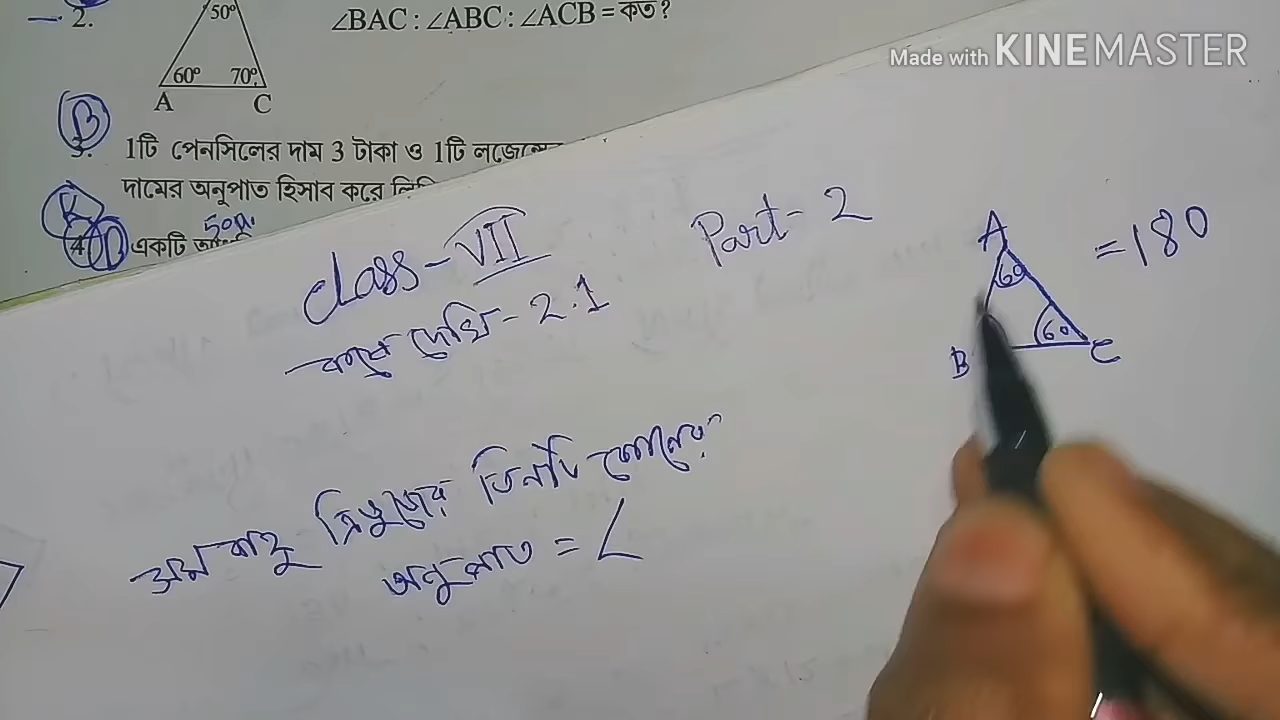 Made with KINEMASTER
2. 50° ∠BAC : ∠ABC : ∠ACB = কত?
60° 70°
A C
B
3. 1টি পেনসিলের দাম 3 টাকা ও 1টি
দামের অনুপাত হিসাব করে
4. একটি
Class - VII Part - 2
কষে দেখি - 2.1
A = 180
60
60
B C
সমবাহু ত্রিভুজের তিনটি কোনের
অনুপাত = ∠